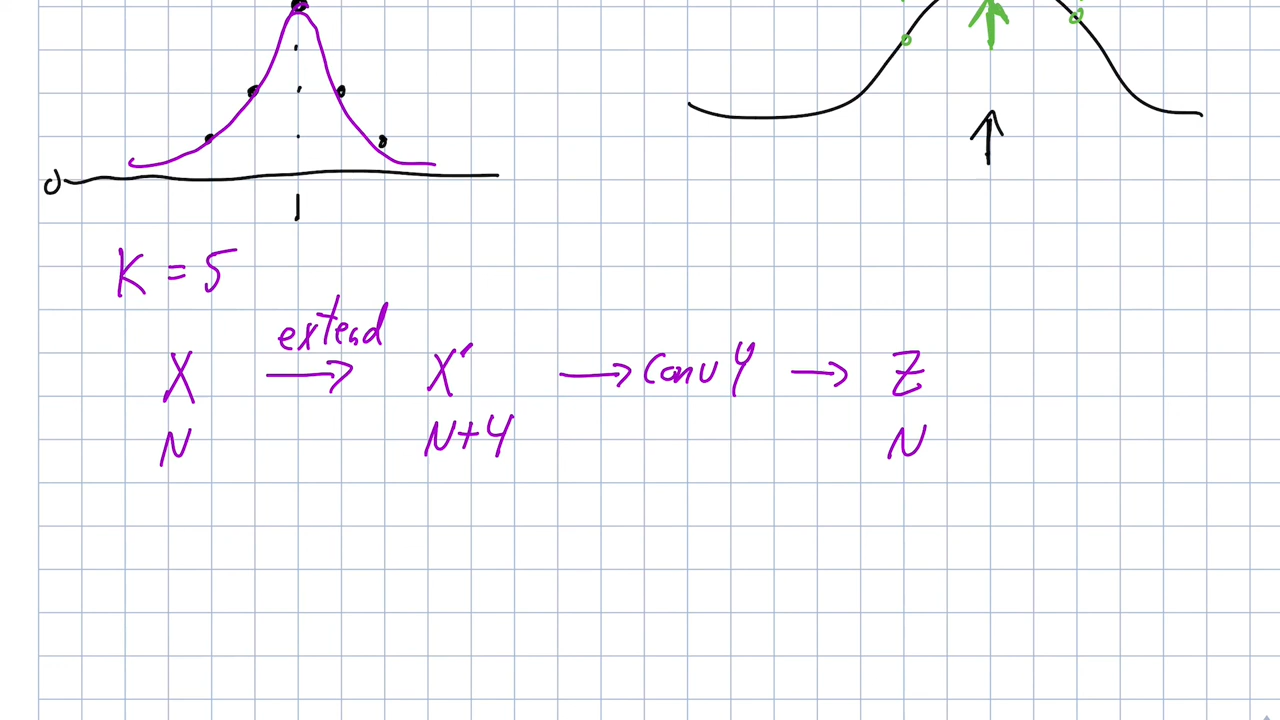 0
1
K = 5
X extend → X' → Conv Y → Z
N N+4 N